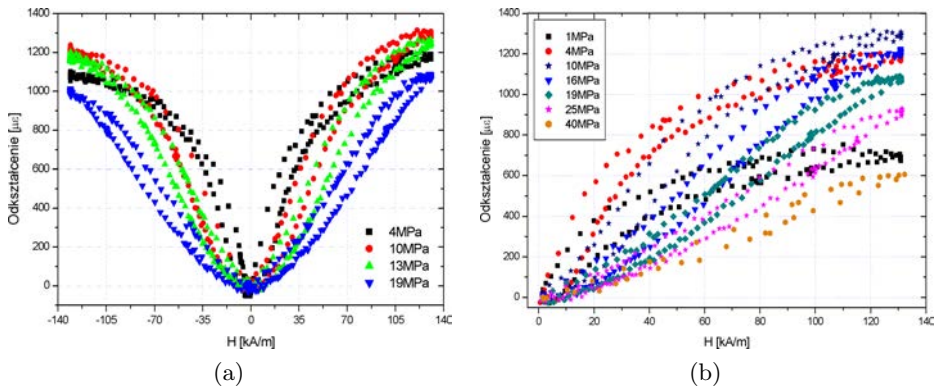 1400
1200
1000
800
600
400
200
0
Odkształcenie [με]
-140 -105 -70 -35 0 35 70 105 140
H [kA/m]
4MPa
10MPa
13MPa
19MPa
(a)
1400
1200
1000
800
600
400
200
0
Odkształcenie [με]
0 20 40 60 80 100 120 140
H [kA/m]
1MPa
4MPa
10MPa
16MPa
19MPa
25MPa
40MPa
(b)